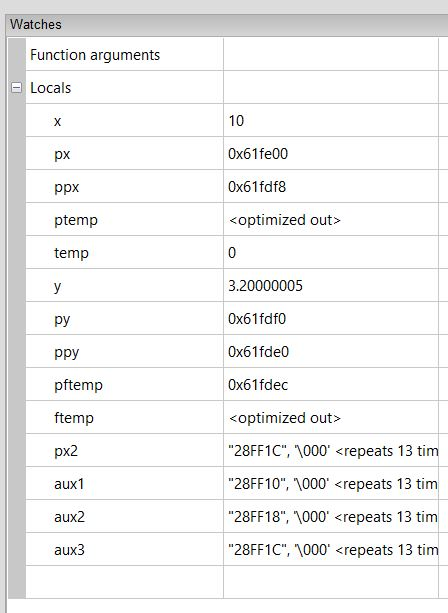 Watches
Function arguments
Locals
x 10
px 0x61fe00
ppx 0x61fdf8
ptemp <optimized out>
temp 0
y 3.20000005
py 0x61fdf0
ppy 0x61fde0
pftemp 0x61fdec
ftemp <optimized out>
px2 "28FF1C", '\000' <repeats 13 tim
aux1 "28FF10", '\000' <repeats 13 tim
aux2 "28FF18", '\000' <repeats 13 tim
aux3 "28FF1C", '\000' <repeats 13 tim